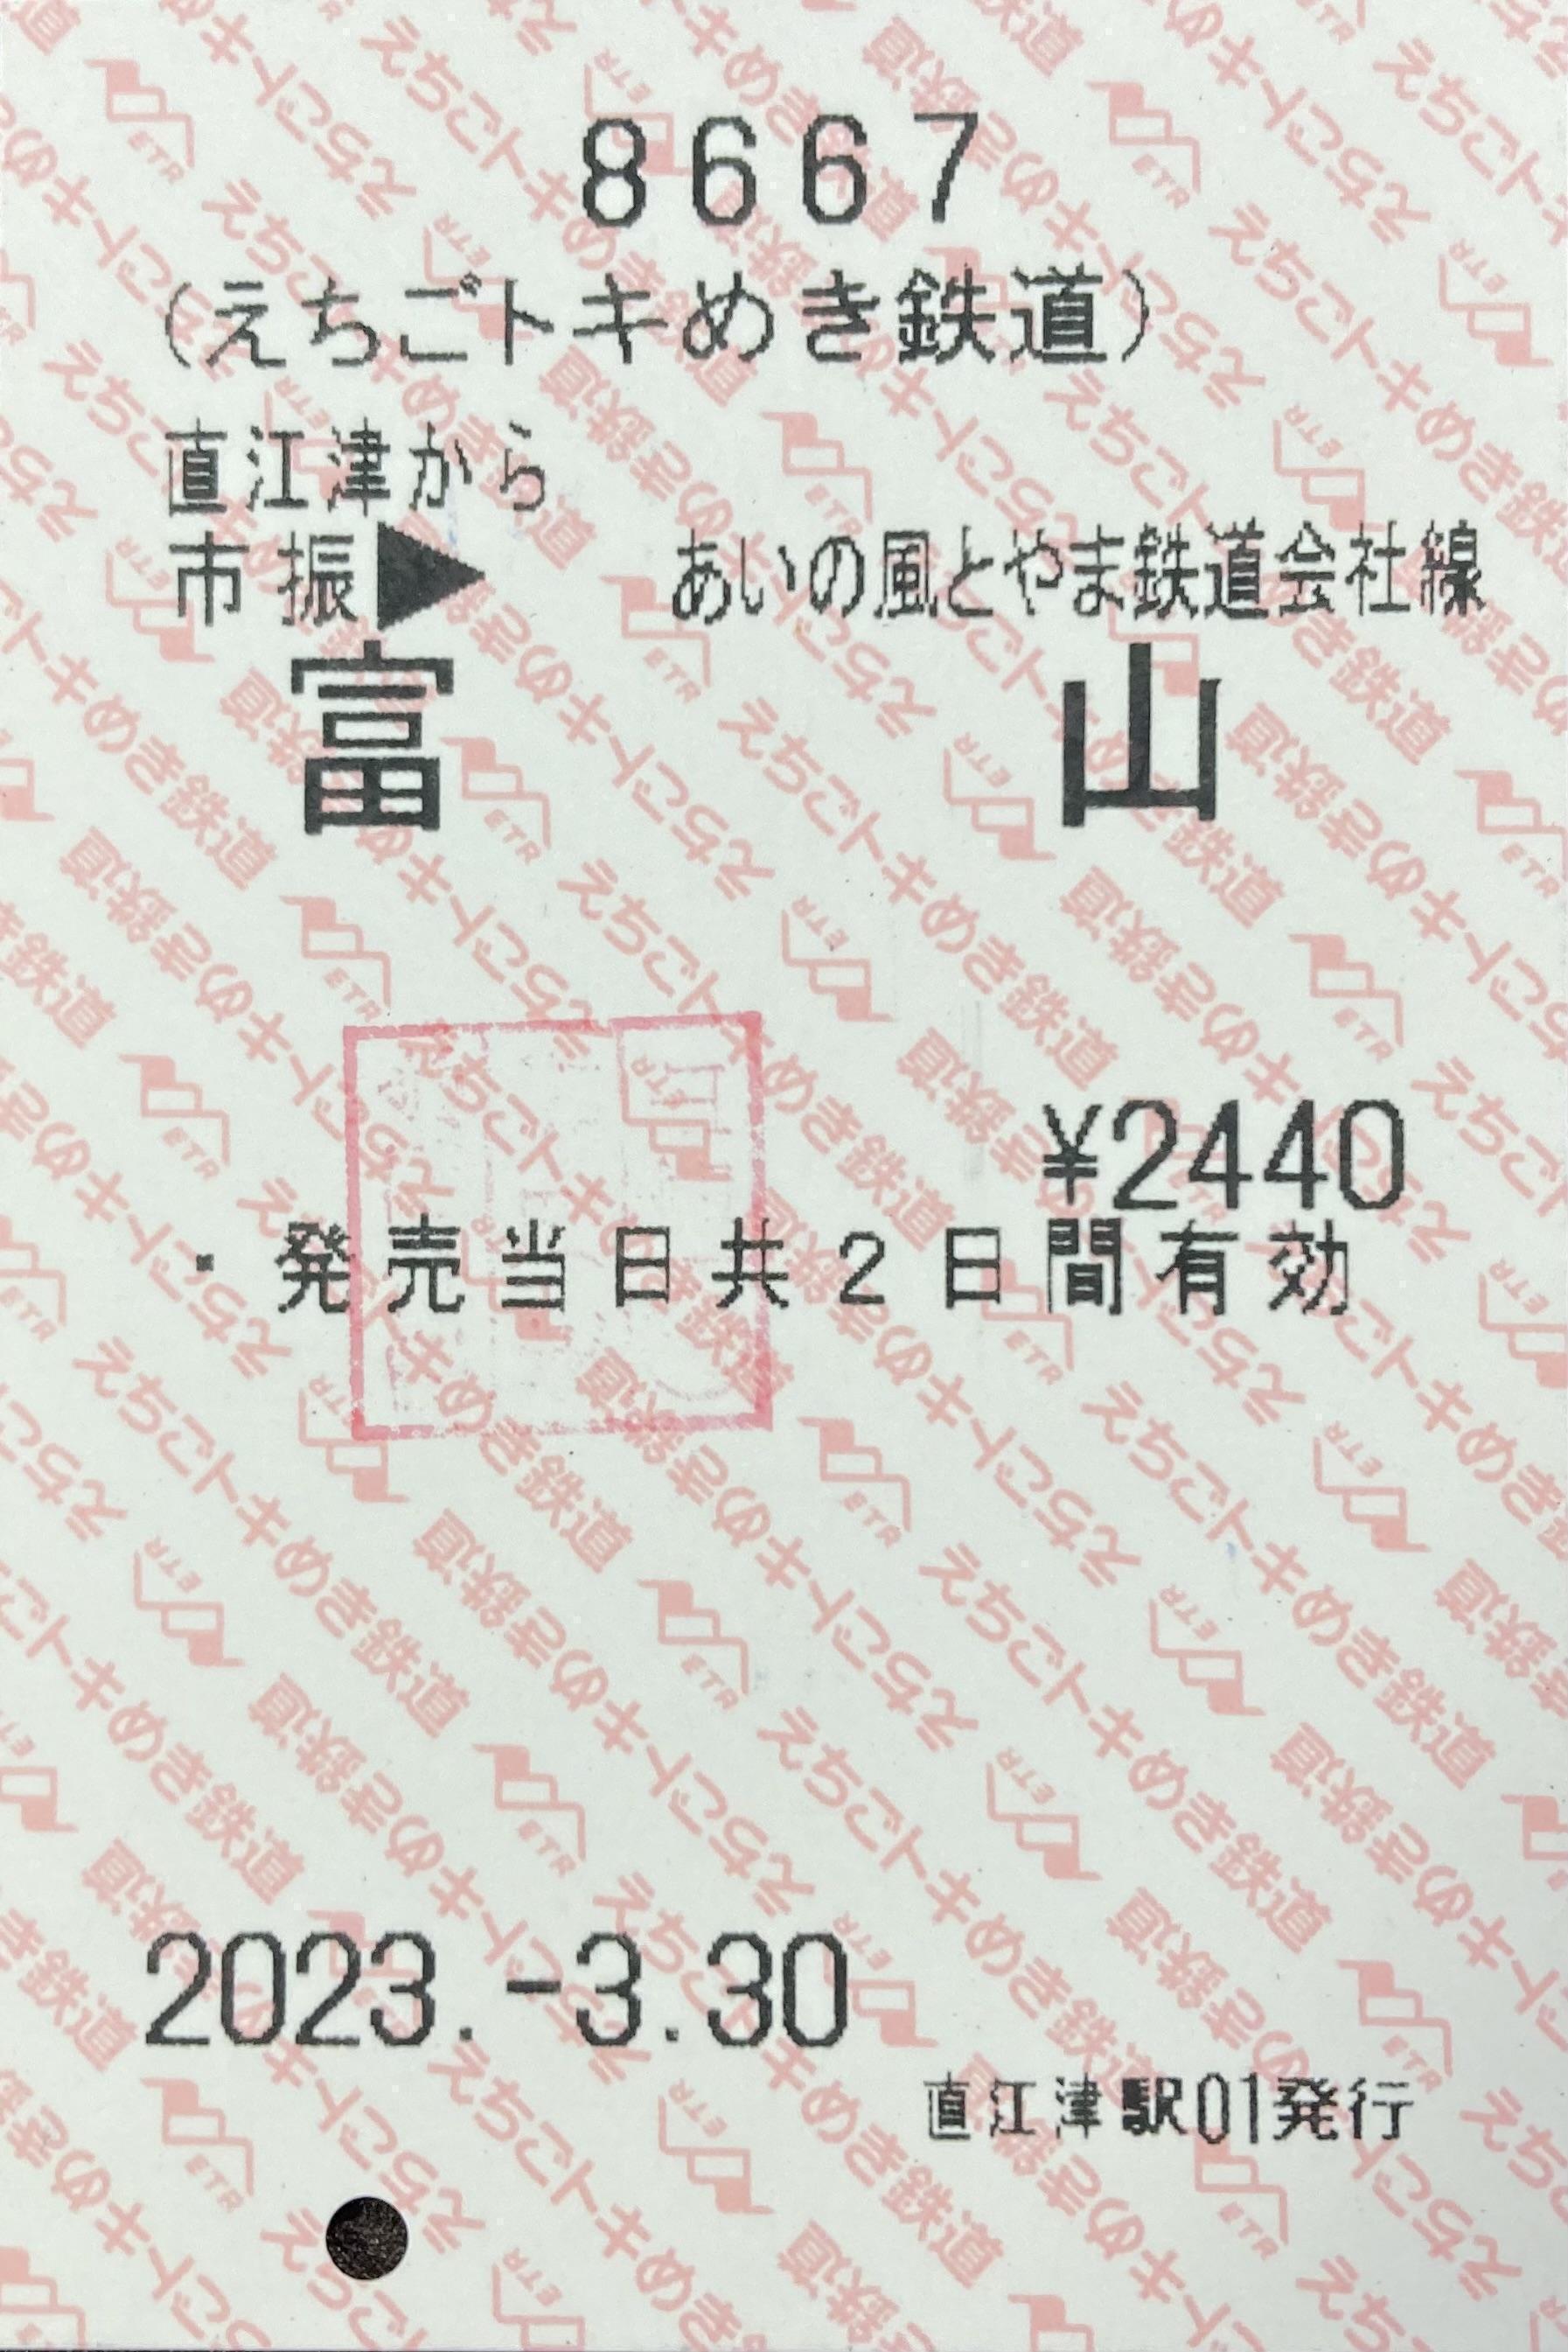 8667
(えちごトキめき鉄道)
直江津から
市振▶ あいの風とやま鉄道会社線
富山
¥2440
・発売当日共2日間有効
2023.-3.30
直江津駅01発行